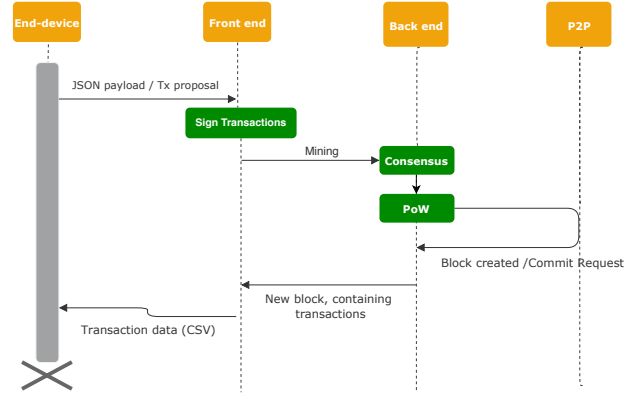 End-device
Front end
Back end
P2P
JSON payload / Tx proposal
Sign Transactions
Mining
Consensus
PoW
Block created /Commit Request
New block, containing
transactions
Transaction data (CSV)